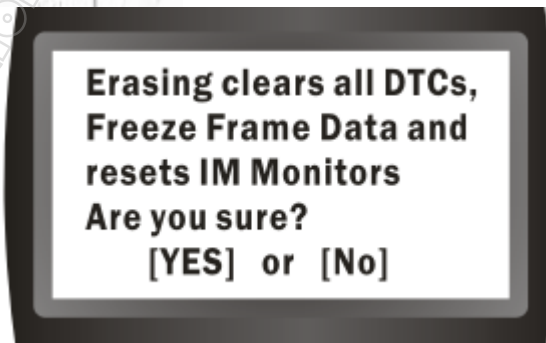 Erasing clears all DTCs,
Freeze Frame Data and
resets IM Monitors
Are you sure?
[YES] or [No]